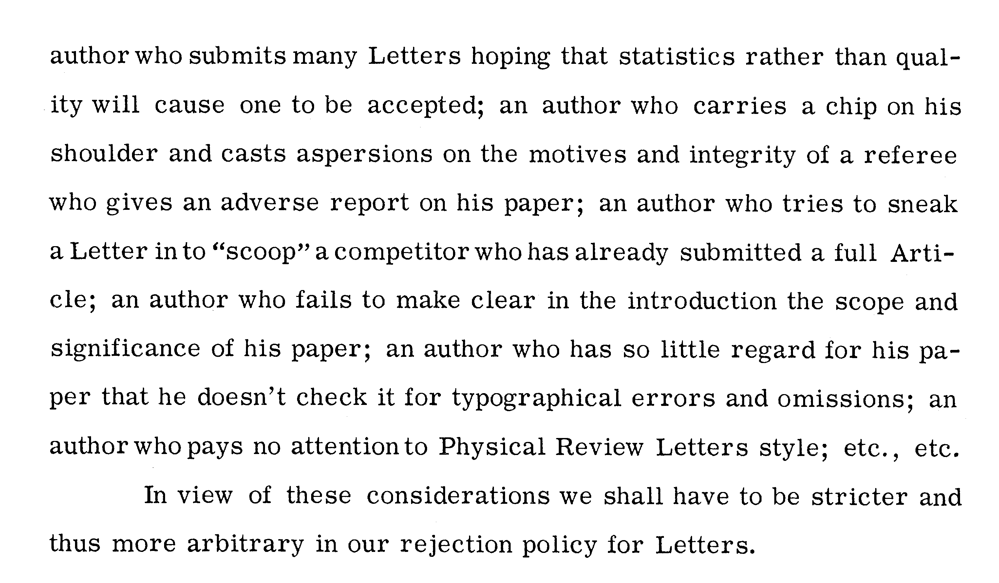 author who submits many Letters hoping that statistics rather than qual-
ity will cause one to be accepted; an author who carries a chip on his
shoulder and casts aspersions on the motives and integrity of a referee
who gives an adverse report on his paper; an author who tries to sneak
a Letter in to “scoop” a competitor who has already submitted a full Arti-
cle; an author who fails to make clear in the introduction the scope and
significance of his paper; an author who has so little regard for his pa-
per that he doesn’t check it for typographical errors and omissions; an
author who pays no attention to Physical Review Letters style; etc., etc.
In view of these considerations we shall have to be stricter and
thus more arbitrary in our rejection policy for Letters.